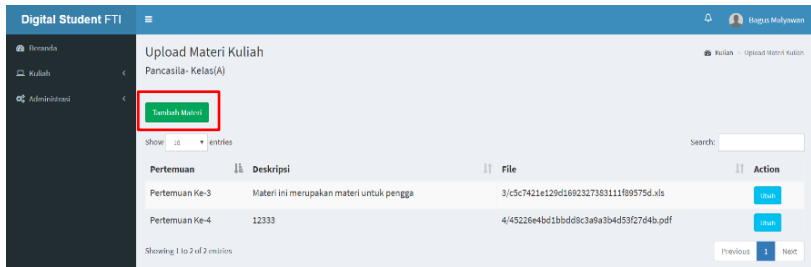 Digital Student FTI
Bagus Mulyawan
Beranda
Upload Materi Kuliah
Kuliah > Upload Materi Kuliah
Kuliah
Pancasila- Kelas(A)
Administrasi
Tambah Materi
Show 10 entries
Search:
Pertemuan Deskripsi File Action
Pertemuan Ke-3 Materi ini merupakan materi untuk pengga 3/c5c7421e129d1692327383111f89575d.xls Ubah
Pertemuan Ke-4 12333 4/45226e4bd1bbdd8c3a9a3b4d53f27d4b.pdf Ubah
Showing 1 to 2 of 2 entries
Previous 1 Next